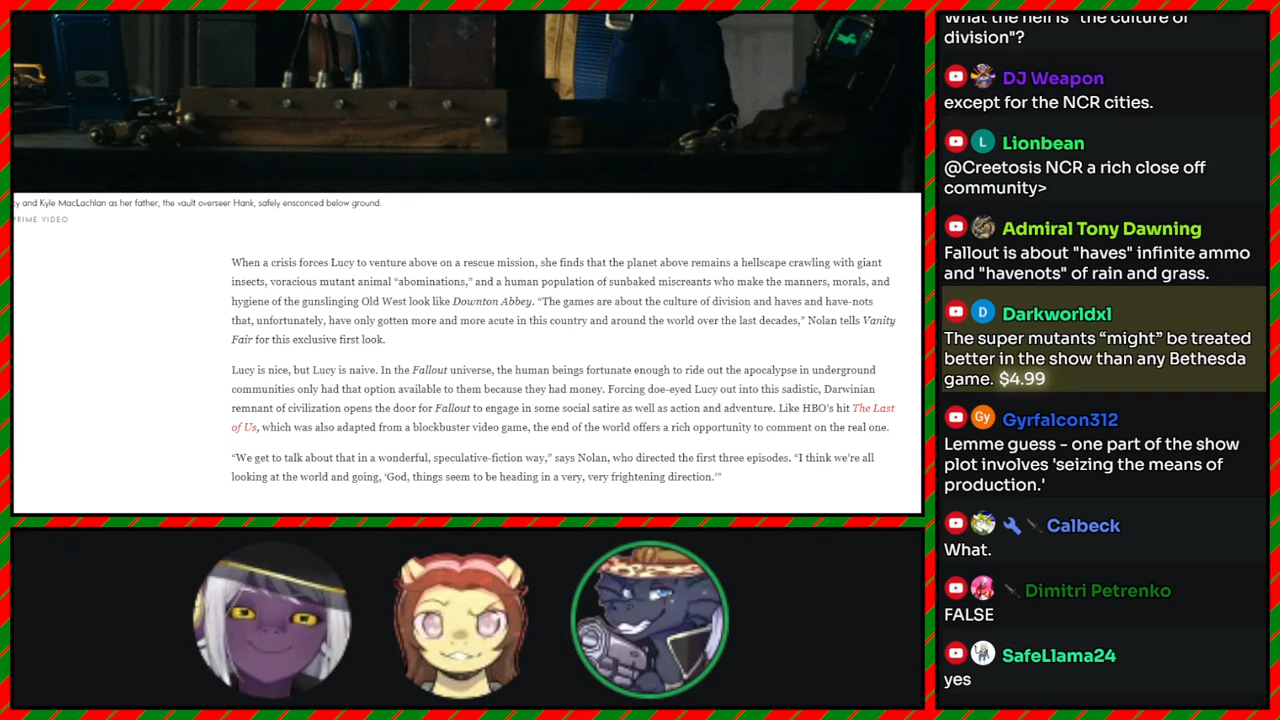 cy and Kyle MacLachlan as her father, the vault overseer Hank, safely ensconced below ground.
PRIME VIDEO
When a crisis forces Lucy to venture above on a rescue mission, she finds that the planet above remains a hellscape crawling with giant
insects, voracious mutant animal “abominations,” and a human population of sunbaked miscreants who make the manners, morals, and
hygiene of the gunslinging Old West look like Downton Abbey. “The games are about the culture of division and haves and have-nots
that, unfortunately, have only gotten more and more acute in this country and around the world over the last decades,” Nolan tells Vanity
Fair for this exclusive first look.
Lucy is nice, but Lucy is naive. In the Fallout universe, the human beings fortunate enough to ride out the apocalypse in underground
communities only had that option available to them because they had money. Forcing doe-eyed Lucy out into this sadistic, Darwinian
remnant of civilization opens the door for Fallout to engage in some social satire as well as action and adventure. Like HBO’s hit The Last
of Us, which was also adapted from a blockbuster video game, the end of the world offers a rich opportunity to comment on the real one.
“We get to talk about that in a wonderful, speculative-fiction way,” says Nolan, who directed the first three episodes. “I think we’re all
looking at the world and going, ‘God, things seem to be heading in a very, very frightening direction.’”
What the hell is "the culture of
division"?
DJ Weapon
except for the NCR cities.
L Lionbean
@Creetosis NCR a rich close off
community>
Admiral Tony Dawning
Fallout is about "haves" infinite ammo
and "havenots" of rain and grass.
D Darkworldxl
The super mutants “might” be treated
better in the show than any Bethesda
game. $4.99
Gy Gyrfalcon312
Lemme guess - one part of the show
plot involves 'seizing the means of
production.'
Calbeck
What.
Dimitri Petrenko
FALSE
SafeLlama24
yes